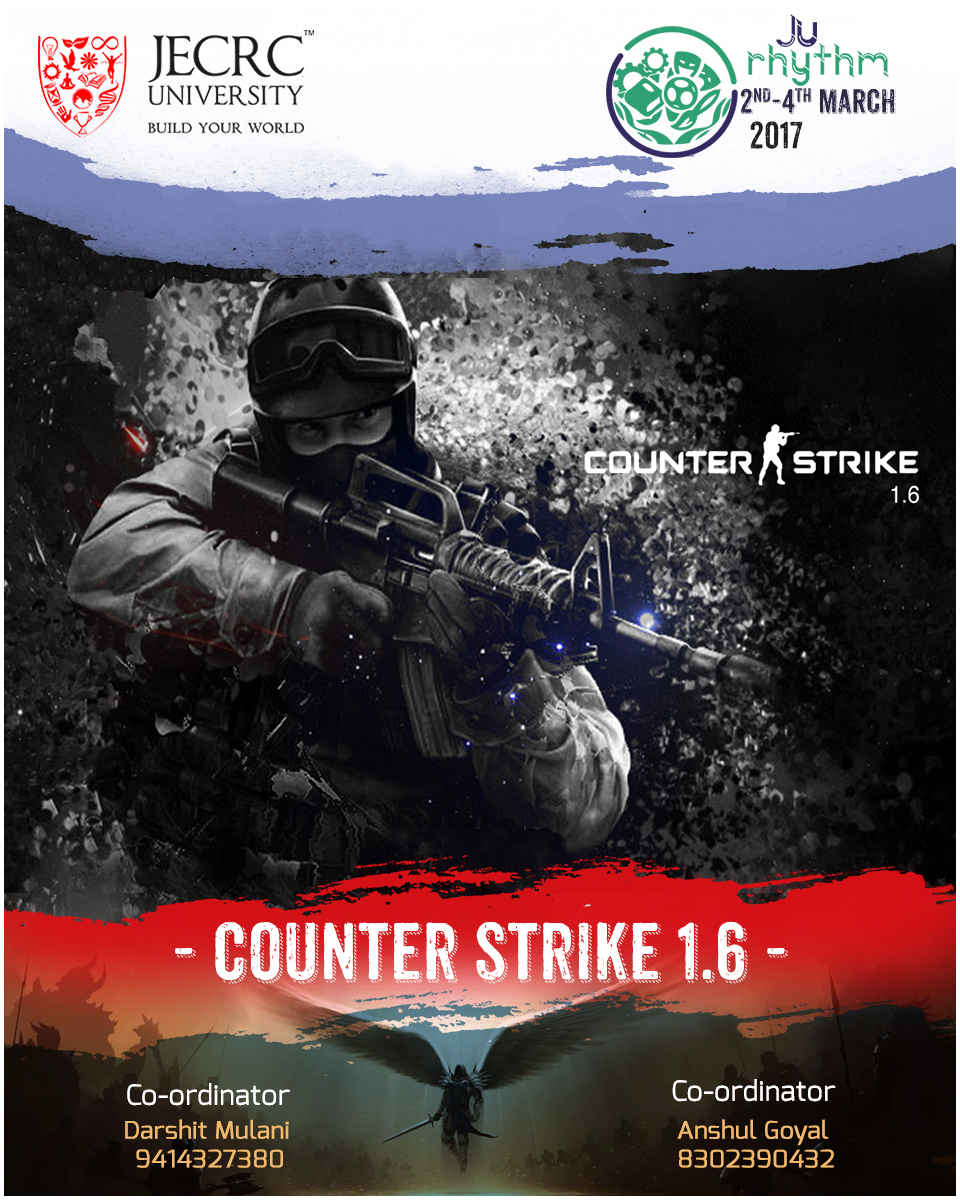 JECRC™
UNIVERSITY
BUILD YOUR WORLD
JU
rhythm
2ND-4TH MARCH
2017
COUNTER STRIKE
1.6
- COUNTER STRIKE 1.6 -
Co-ordinator
Darshit Mulani
9414327380
Co-ordinator
Anshul Goyal
8302390432